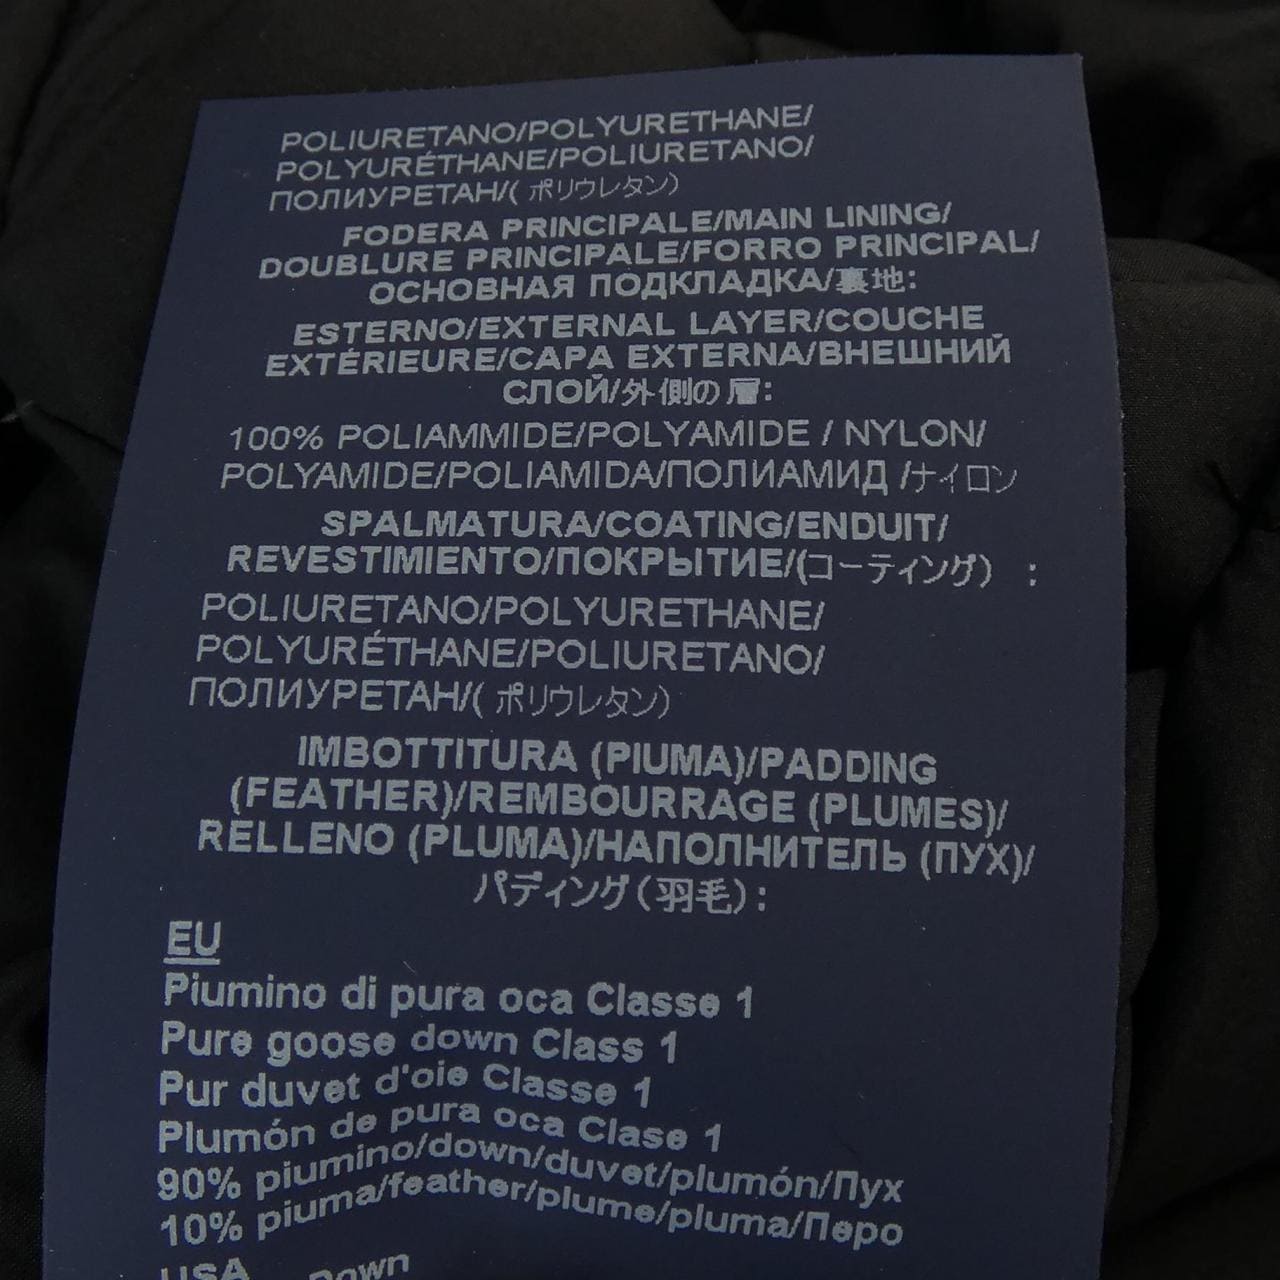 POLIURETANO/POLYURETHANE/
POLYURÉTHANE/POLIURETANO/
ПОЛИУРЕТАН/( ポリウレタン)
FODERA PRINCIPALE/MAIN LINING/
DOUBLURE PRINCIPALE/FORRO PRINCIPAL/
ОСНОВНАЯ ПОДКЛАДКА/裏地:
ESTERNO/EXTERNAL LAYER/COUCHE
EXTÉRIEURE/CAPA EXTERNA/ВНЕШНИЙ
СЛОЙ/外側の層:
100% POLIAMMIDE/POLYAMIDE / NYLON/
POLYAMIDE/POLIAMIDA/ПОЛИАМИД /ナイロン
SPALMATURA/COATING/ENDUIT/
REVESTIMIENTO/ПОКРЫТИЕ/(コーティング) :
POLIURETANO/POLYURETHANE/
POLYURÉTHANE/POLIURETANO/
ПОЛИУРЕТАН/( ポリウレタン)
IMBOTTITURA (PIUMA)/PADDING
(FEATHER)/REMBOURRAGE (PLUMES)/
RELLENO (PLUMA)/НАПОЛНИТЕЛЬ (ПУХ)/
パディング(羽毛):
EU
Piumino di pura oca Classe 1
Pure goose down Class 1
Pur duvet d'oie Classe 1
Plumón de pura oca Clase 1
90% piumino/down/duvet/plumón/Пух
10% piuma/feather/plume/pluma/Перо
USA
Down